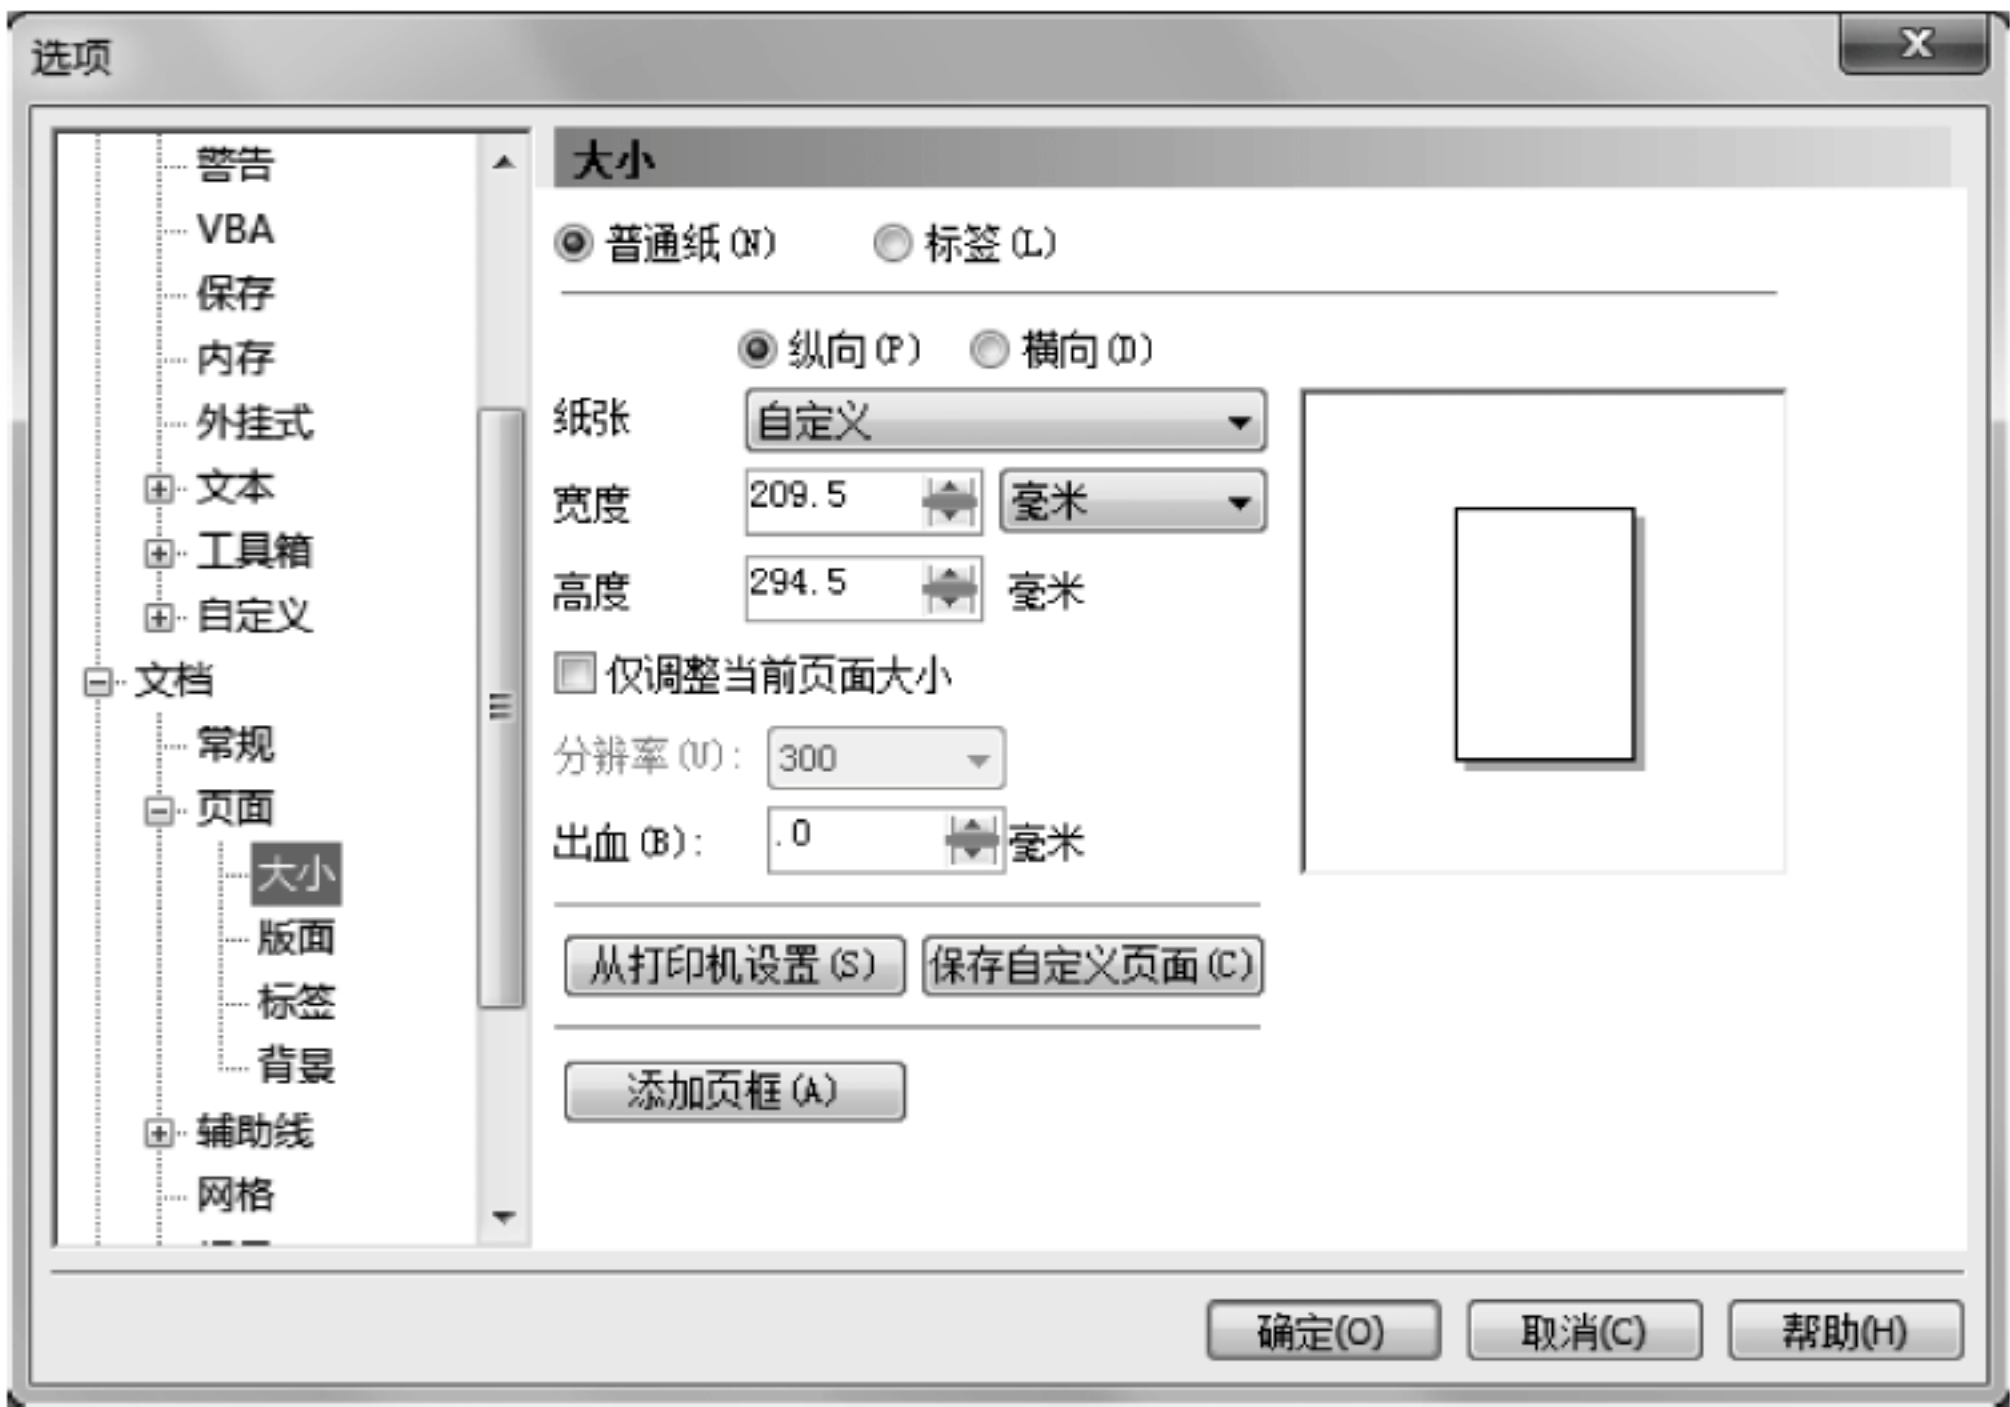 选项
警告
VBA
保存
内存
外挂式
文本
工具箱
自定义
文档
常规
页面
大小
版面
标签
背景
辅助线
网格
大小
普通纸(N) 标签(L)
纵向(P) 横向(D)
纸张 自定义
宽度 209.5 毫米
高度 294.5 毫米
仅调整当前页面大小
分辨率(U): 300
出血(B): .0 毫米
从打印机设置(S) 保存自定义页面(C)
添加页框(A)
确定(O) 取消(C) 帮助(H)